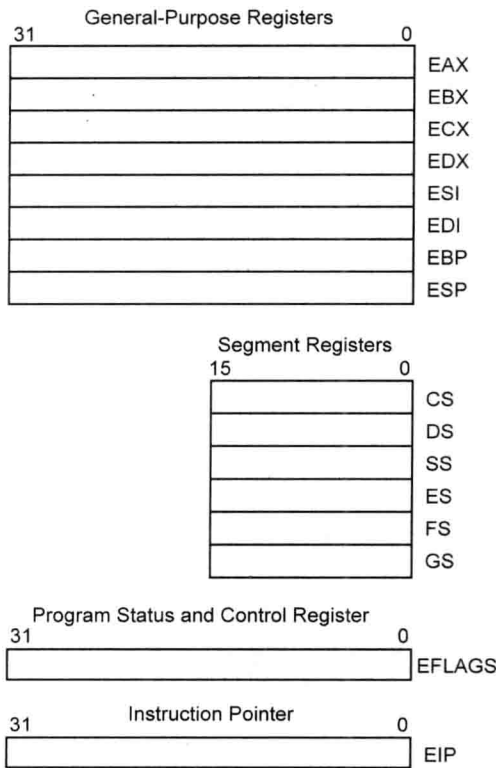 General-Purpose Registers
31 0
EAX
EBX
ECX
EDX
ESI
EDI
EBP
ESP
Segment Registers
15 0
CS
DS
SS
ES
FS
GS
Program Status and Control Register
31 0
EFLAGS
Instruction Pointer
31 0
EIP